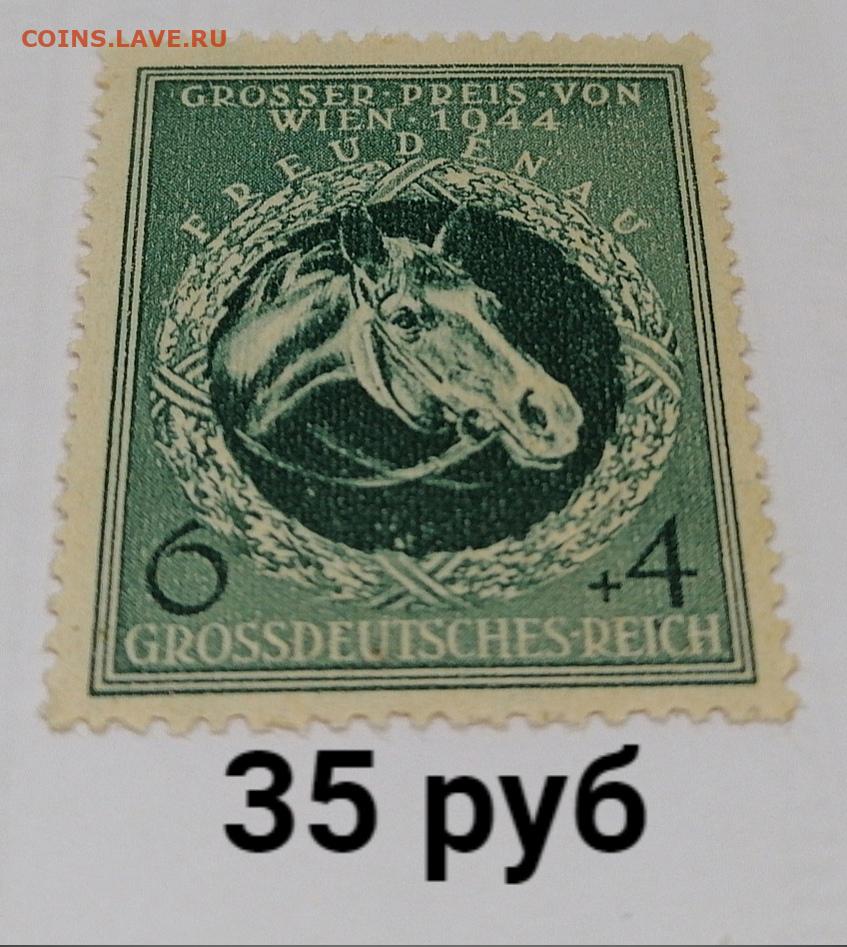 COINS.LAVE.RU
GROSSER·PREIS·VON
WIEN·1944
FREUDENAU
6 +4
GROSSDEUTSCHES·REICH
35 руб